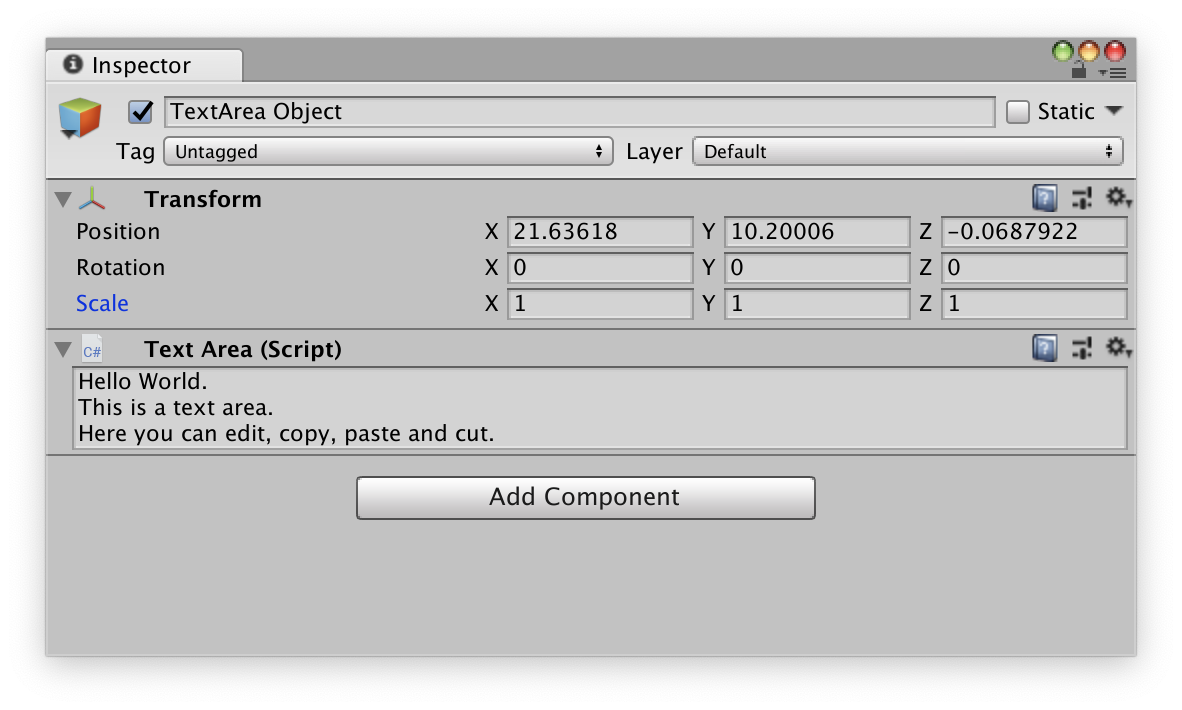 Inspector
TextArea Object
Static
Tag Untagged Layer Default
Transform
Position X 21.63618 Y 10.20006 Z -0.0687922
Rotation X 0 Y 0 Z 0
Scale X 1 Y 1 Z 1
C# Text Area (Script)
Hello World.
This is a text area.
Here you can edit, copy, paste and cut.
Add Component